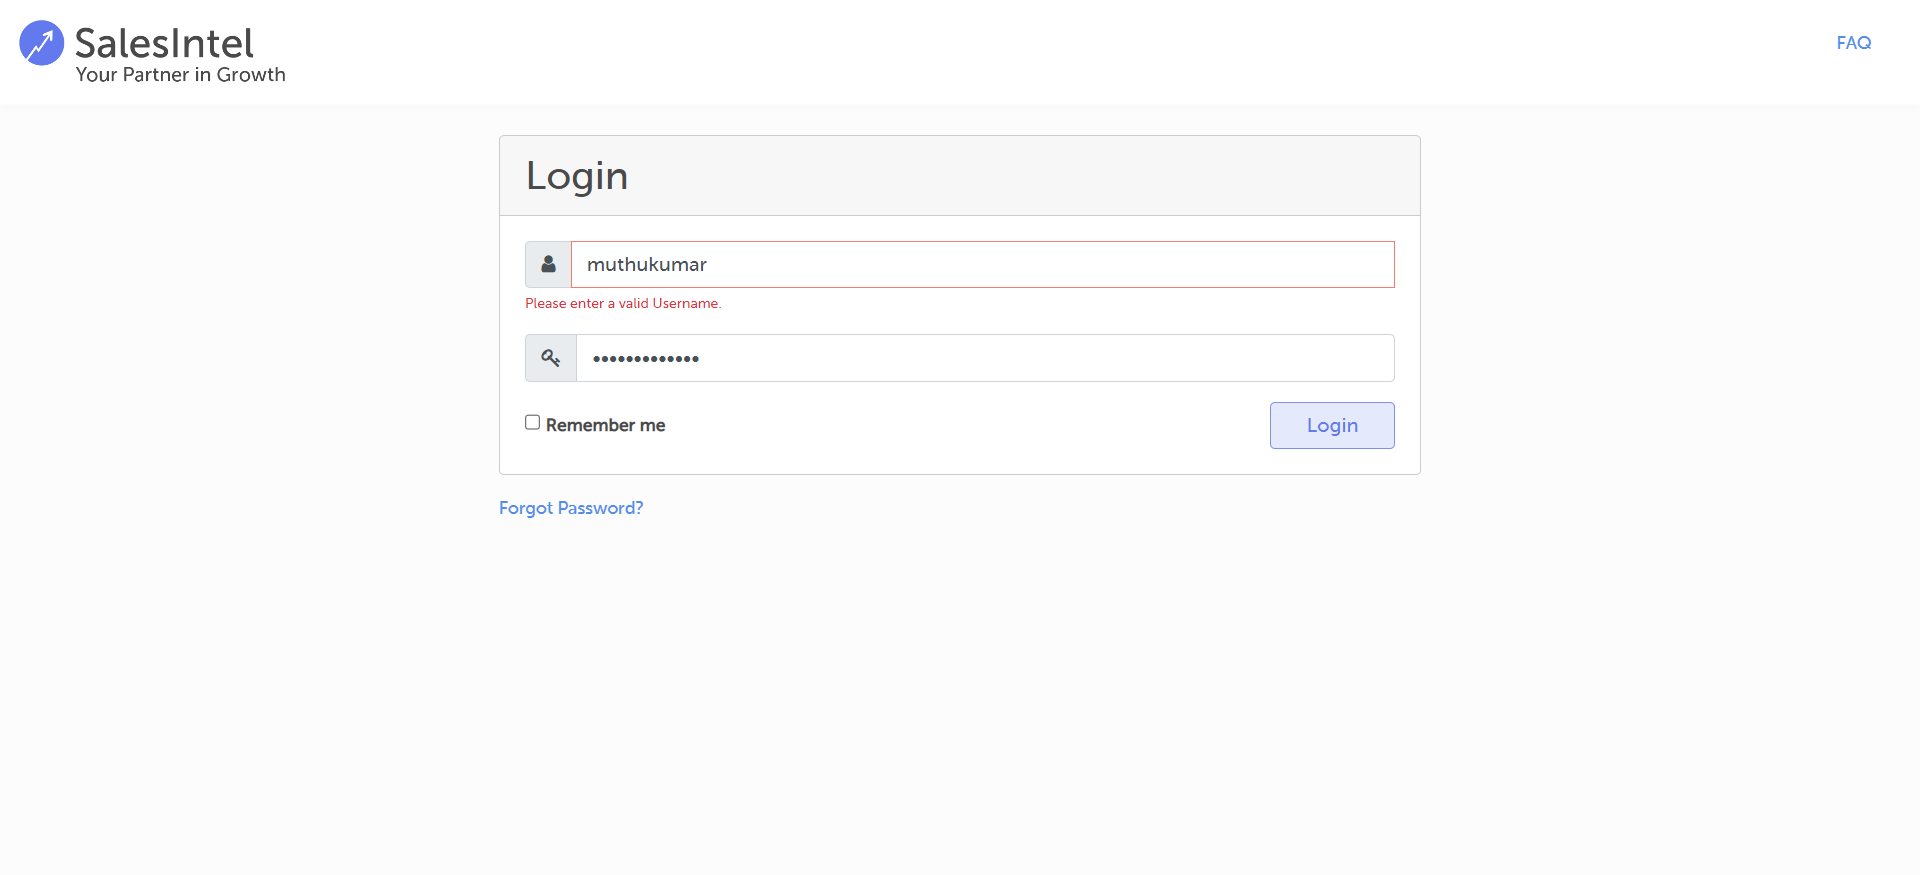 SalesIntel
Your Partner in Growth
FAQ
Login
muthukumar
Please enter a valid Username.
•••••••••••••
Remember me
Login
Forgot Password?